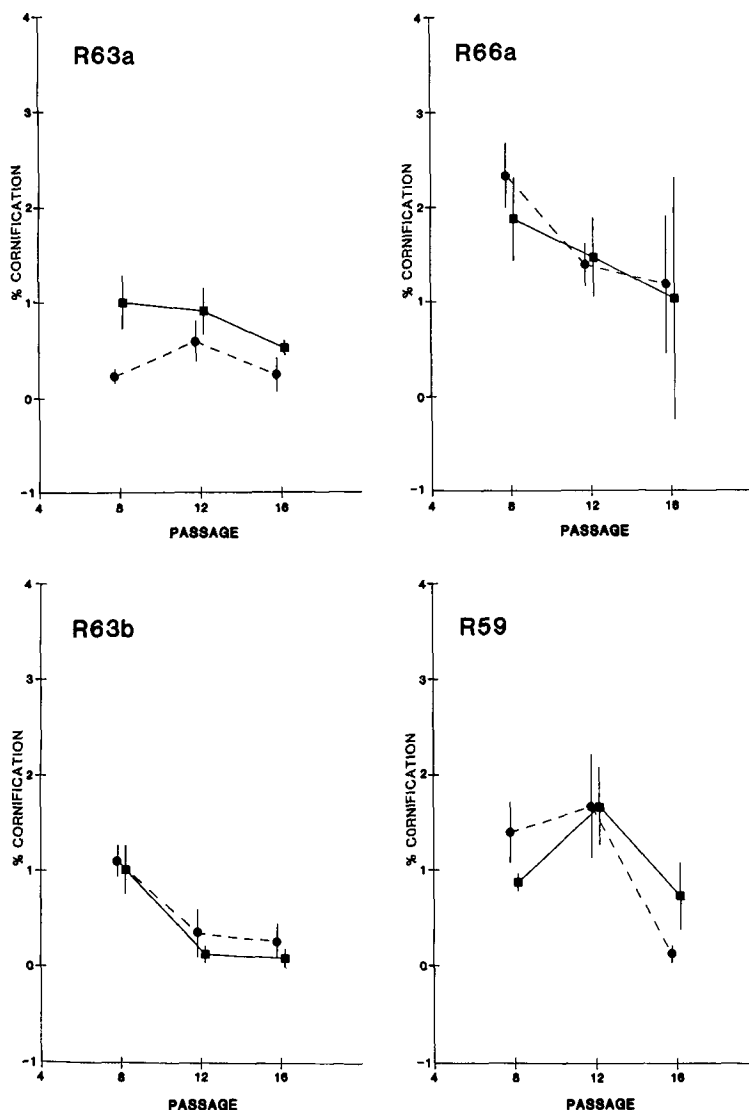 R63a
4
3
2
1
0
-1
% CORNIFICATION
4 8 12 16
PASSAGE
R66a
4
3
2
1
0
-1
% CORNIFICATION
4 8 12 16
PASSAGE
R63b
4
3
2
1
0
-1
% CORNIFICATION
4 8 12 16
PASSAGE
R59
4
3
2
1
0
-1
% CORNIFICATION
4 8 12 16
PASSAGE